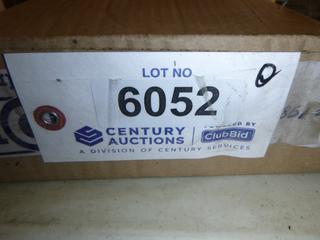 LOT NO
6052
CENTURY
AUCTIONS
POWERED BY
ClubBid
A DIVISION OF CENTURY SERVICES